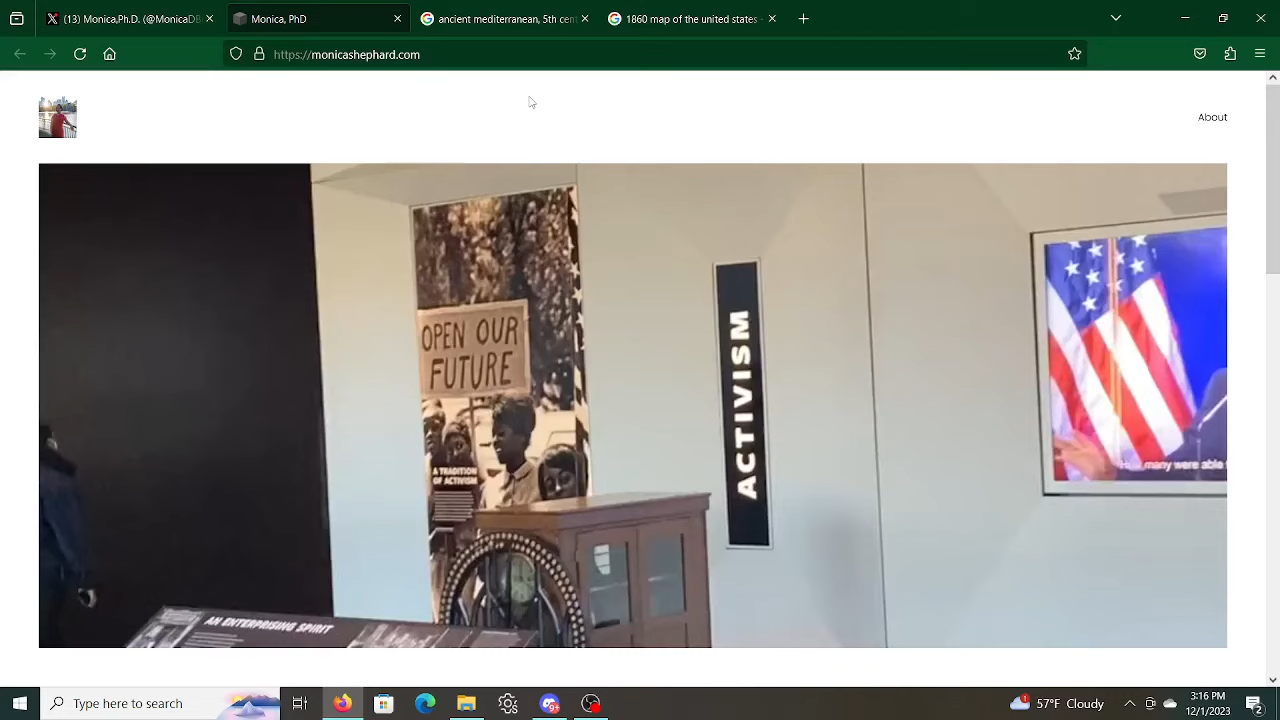 (13) Monica, Ph.D. (@MonicaDB
Monica, PhD
ancient mediterranean, 5th cent
1860 map of the united states -
https://monicashephard.com
About
OPEN OUR
FUTURE
A TRADITION
OF ACTIVISM
ACTIVISM
many were able
AN ENTERPRISING SPIRIT
Type here to search
57°F Cloudy
3:16 PM
12/1/2023